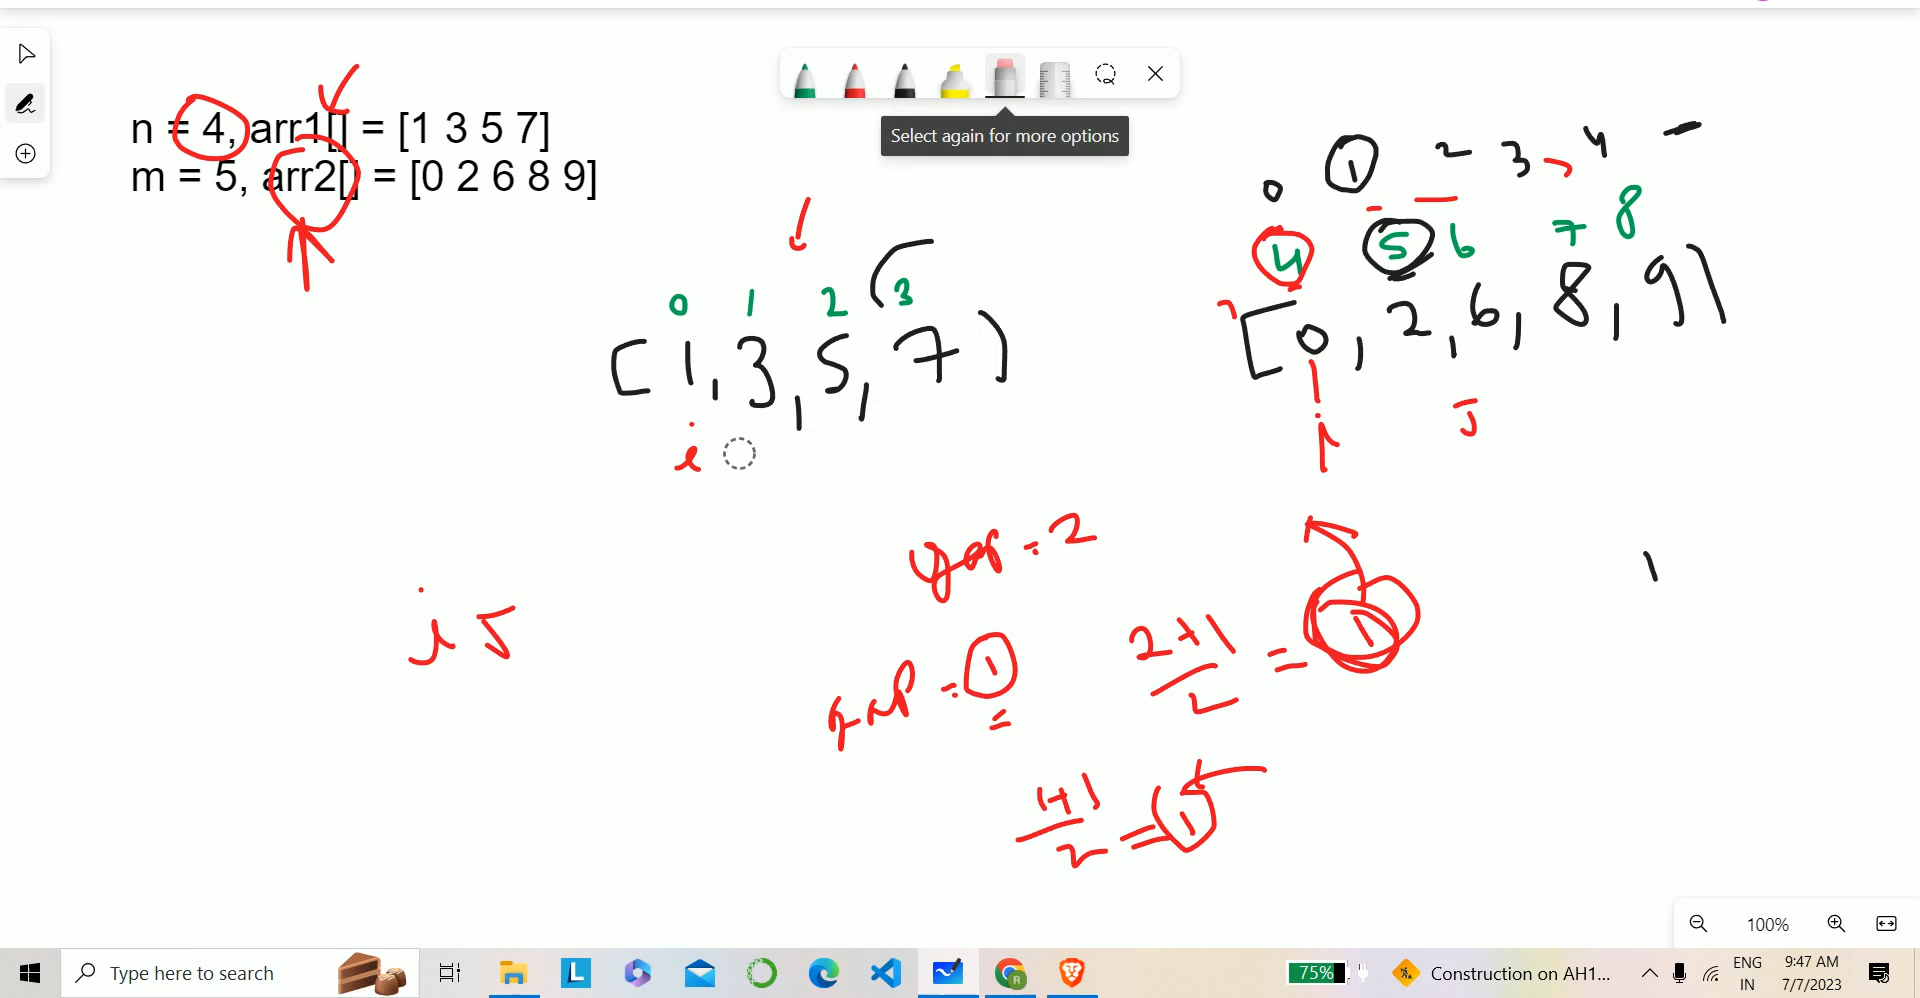 n = 4, arr1[] = [1 3 5 7]
m = 5, arr2[] = [0 2 6 8 9]
Select again for more options
0 1 2 3 4
4 5 6 7 8
0 1 2 3
[1, 3, 5, 7]
[0, 2, 6, 8, 9]
i
j
gap = 2
i
gap = 1
2+1
2
= 1
1+1
2
= 1
100%
Type here to search
75%
Construction on AH1...
ENG
IN
9:47 AM
7/7/2023